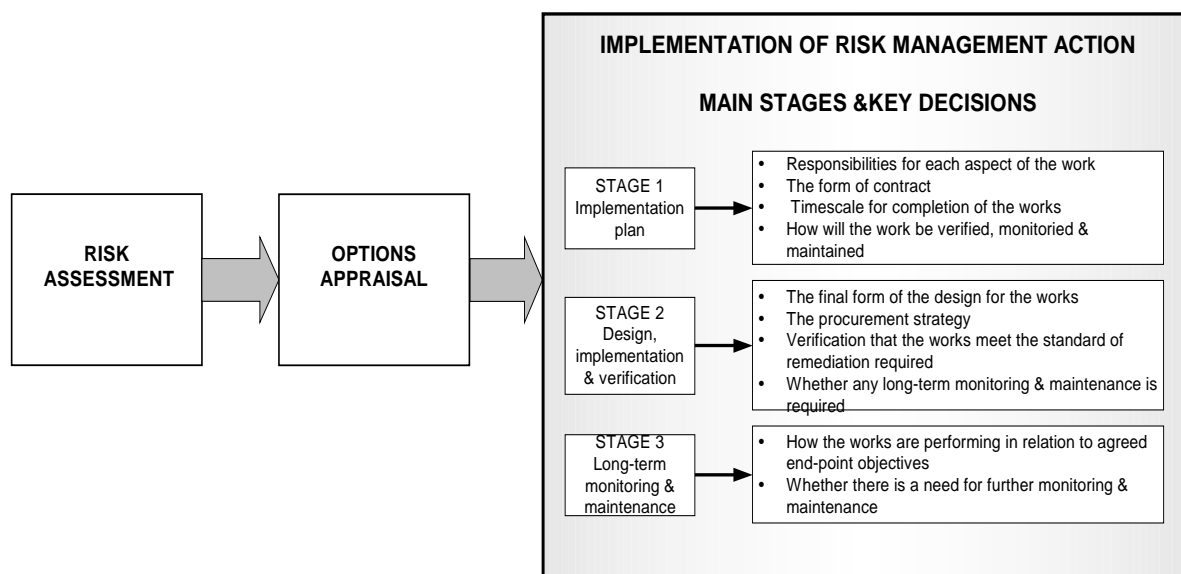 IMPLEMENTATION OF RISK MANAGEMENT ACTION
MAIN STAGES &KEY DECISIONS
RISK
ASSESSMENT
OPTIONS
APPRAISAL
STAGE 1
Implementation
plan
• Responsibilities for each aspect of the work
• The form of contract
• Timescale for completion of the works
• How will the work be verified, monitoried &
maintained
STAGE 2
Design,
implementation
& verification
• The final form of the design for the works
• The procurement strategy
• Verification that the works meet the standard of
remediation required
• Whether any long-term monitoring & maintenance is
required
STAGE 3
Long-term
monitoring &
maintenance
• How the works are performing in relation to agreed
end-point objectives
• Whether there is a need for further monitoring &
maintenance